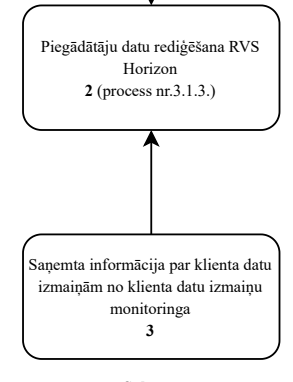 Piegādātāju datu rediģēšana RVS
Horizon
2 (process nr.3.1.3.)
Saņemta informācija par klienta datu
izmaiņām no klienta datu izmaiņu
monitoringa
3